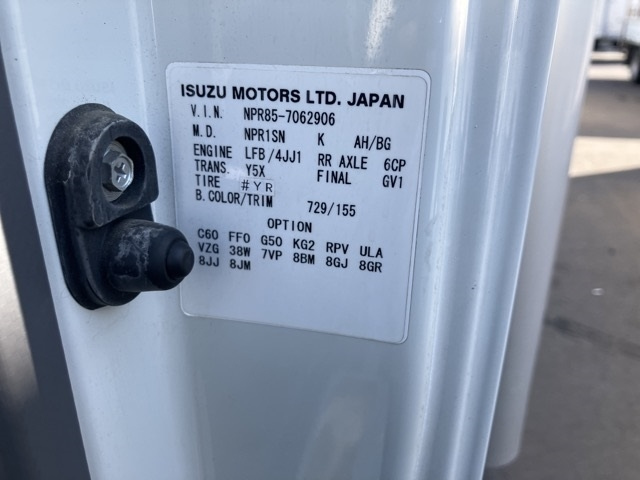 ISUZU MOTORS LTD. JAPAN
V.I.N. NPR85-7062906
M.D. NPR1SN K AH/BG
ENGINE LFB/4JJ1 RR AXLE 6CP
TRANS. Y5X FINAL GV1
TIRE #YR
B.COLOR/TRIM 729/155
OPTION
C60 FF0 G50 KG2 RPV ULA
VZG 38W 7VP 8BM 8GJ 8GR
8JJ 8JM